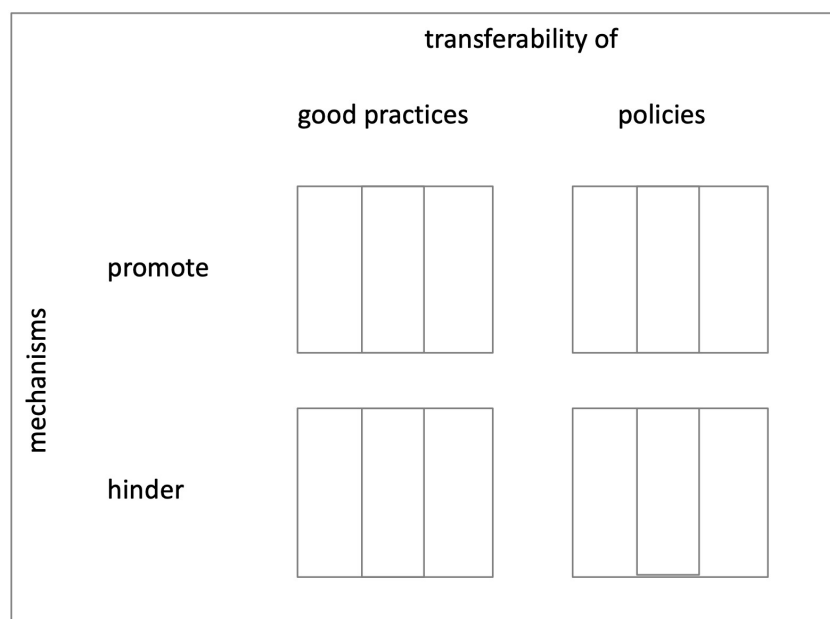 transferability of
good practices
policies
promote
mechanisms
hinder